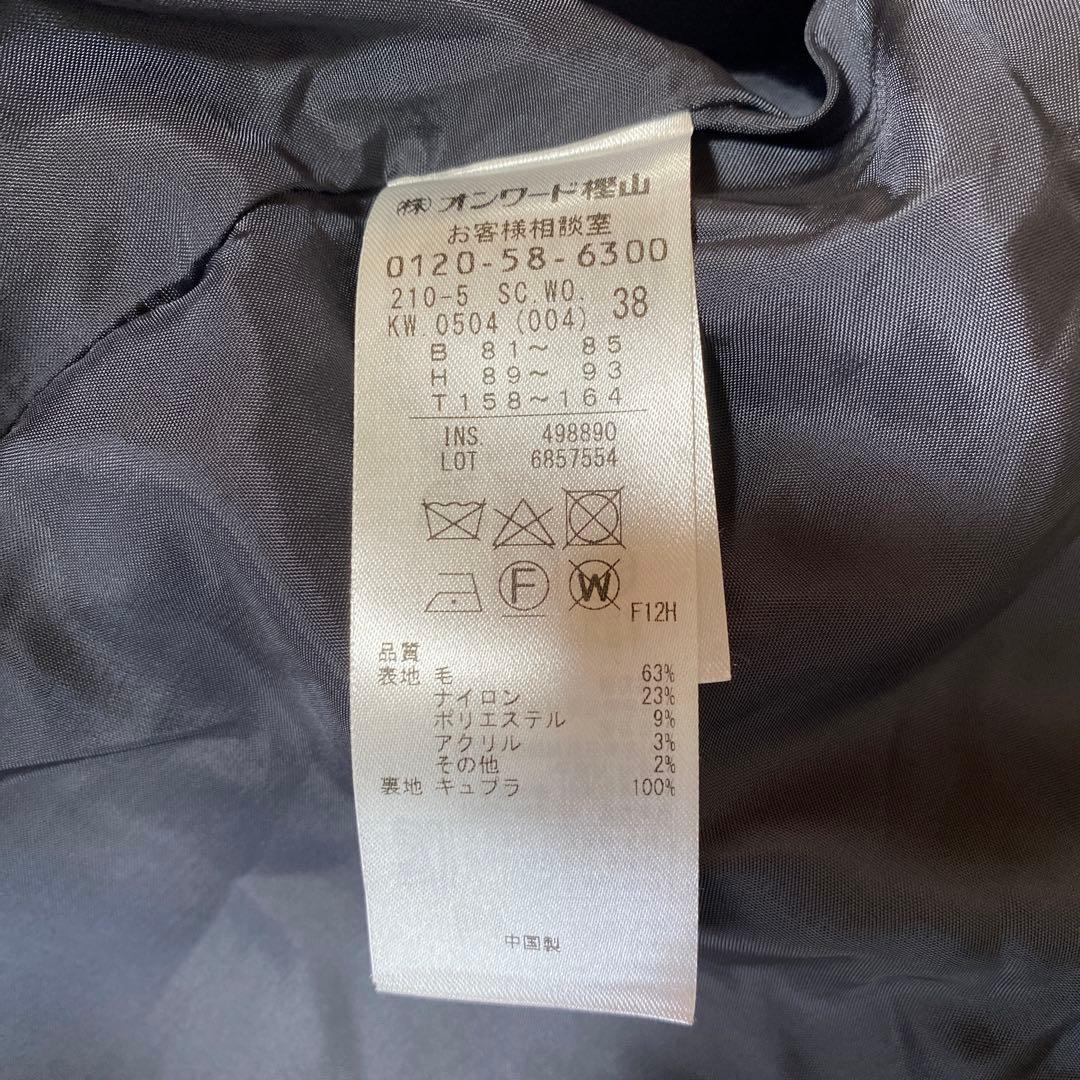 ㈱ オンワード樫山
お客様相談室
0120-58-6300
210-5 SC.WO. 38
KW 0504 (004)
B 81～ 85
H 89～ 93
T 158～164
INS. 498890
LOT 6857554
F W F12H
品質
表地 毛 63%
ナイロン 23%
ポリエステル 9%
アクリル 3%
その他 2%
裏地 キュプラ 100%
中国製